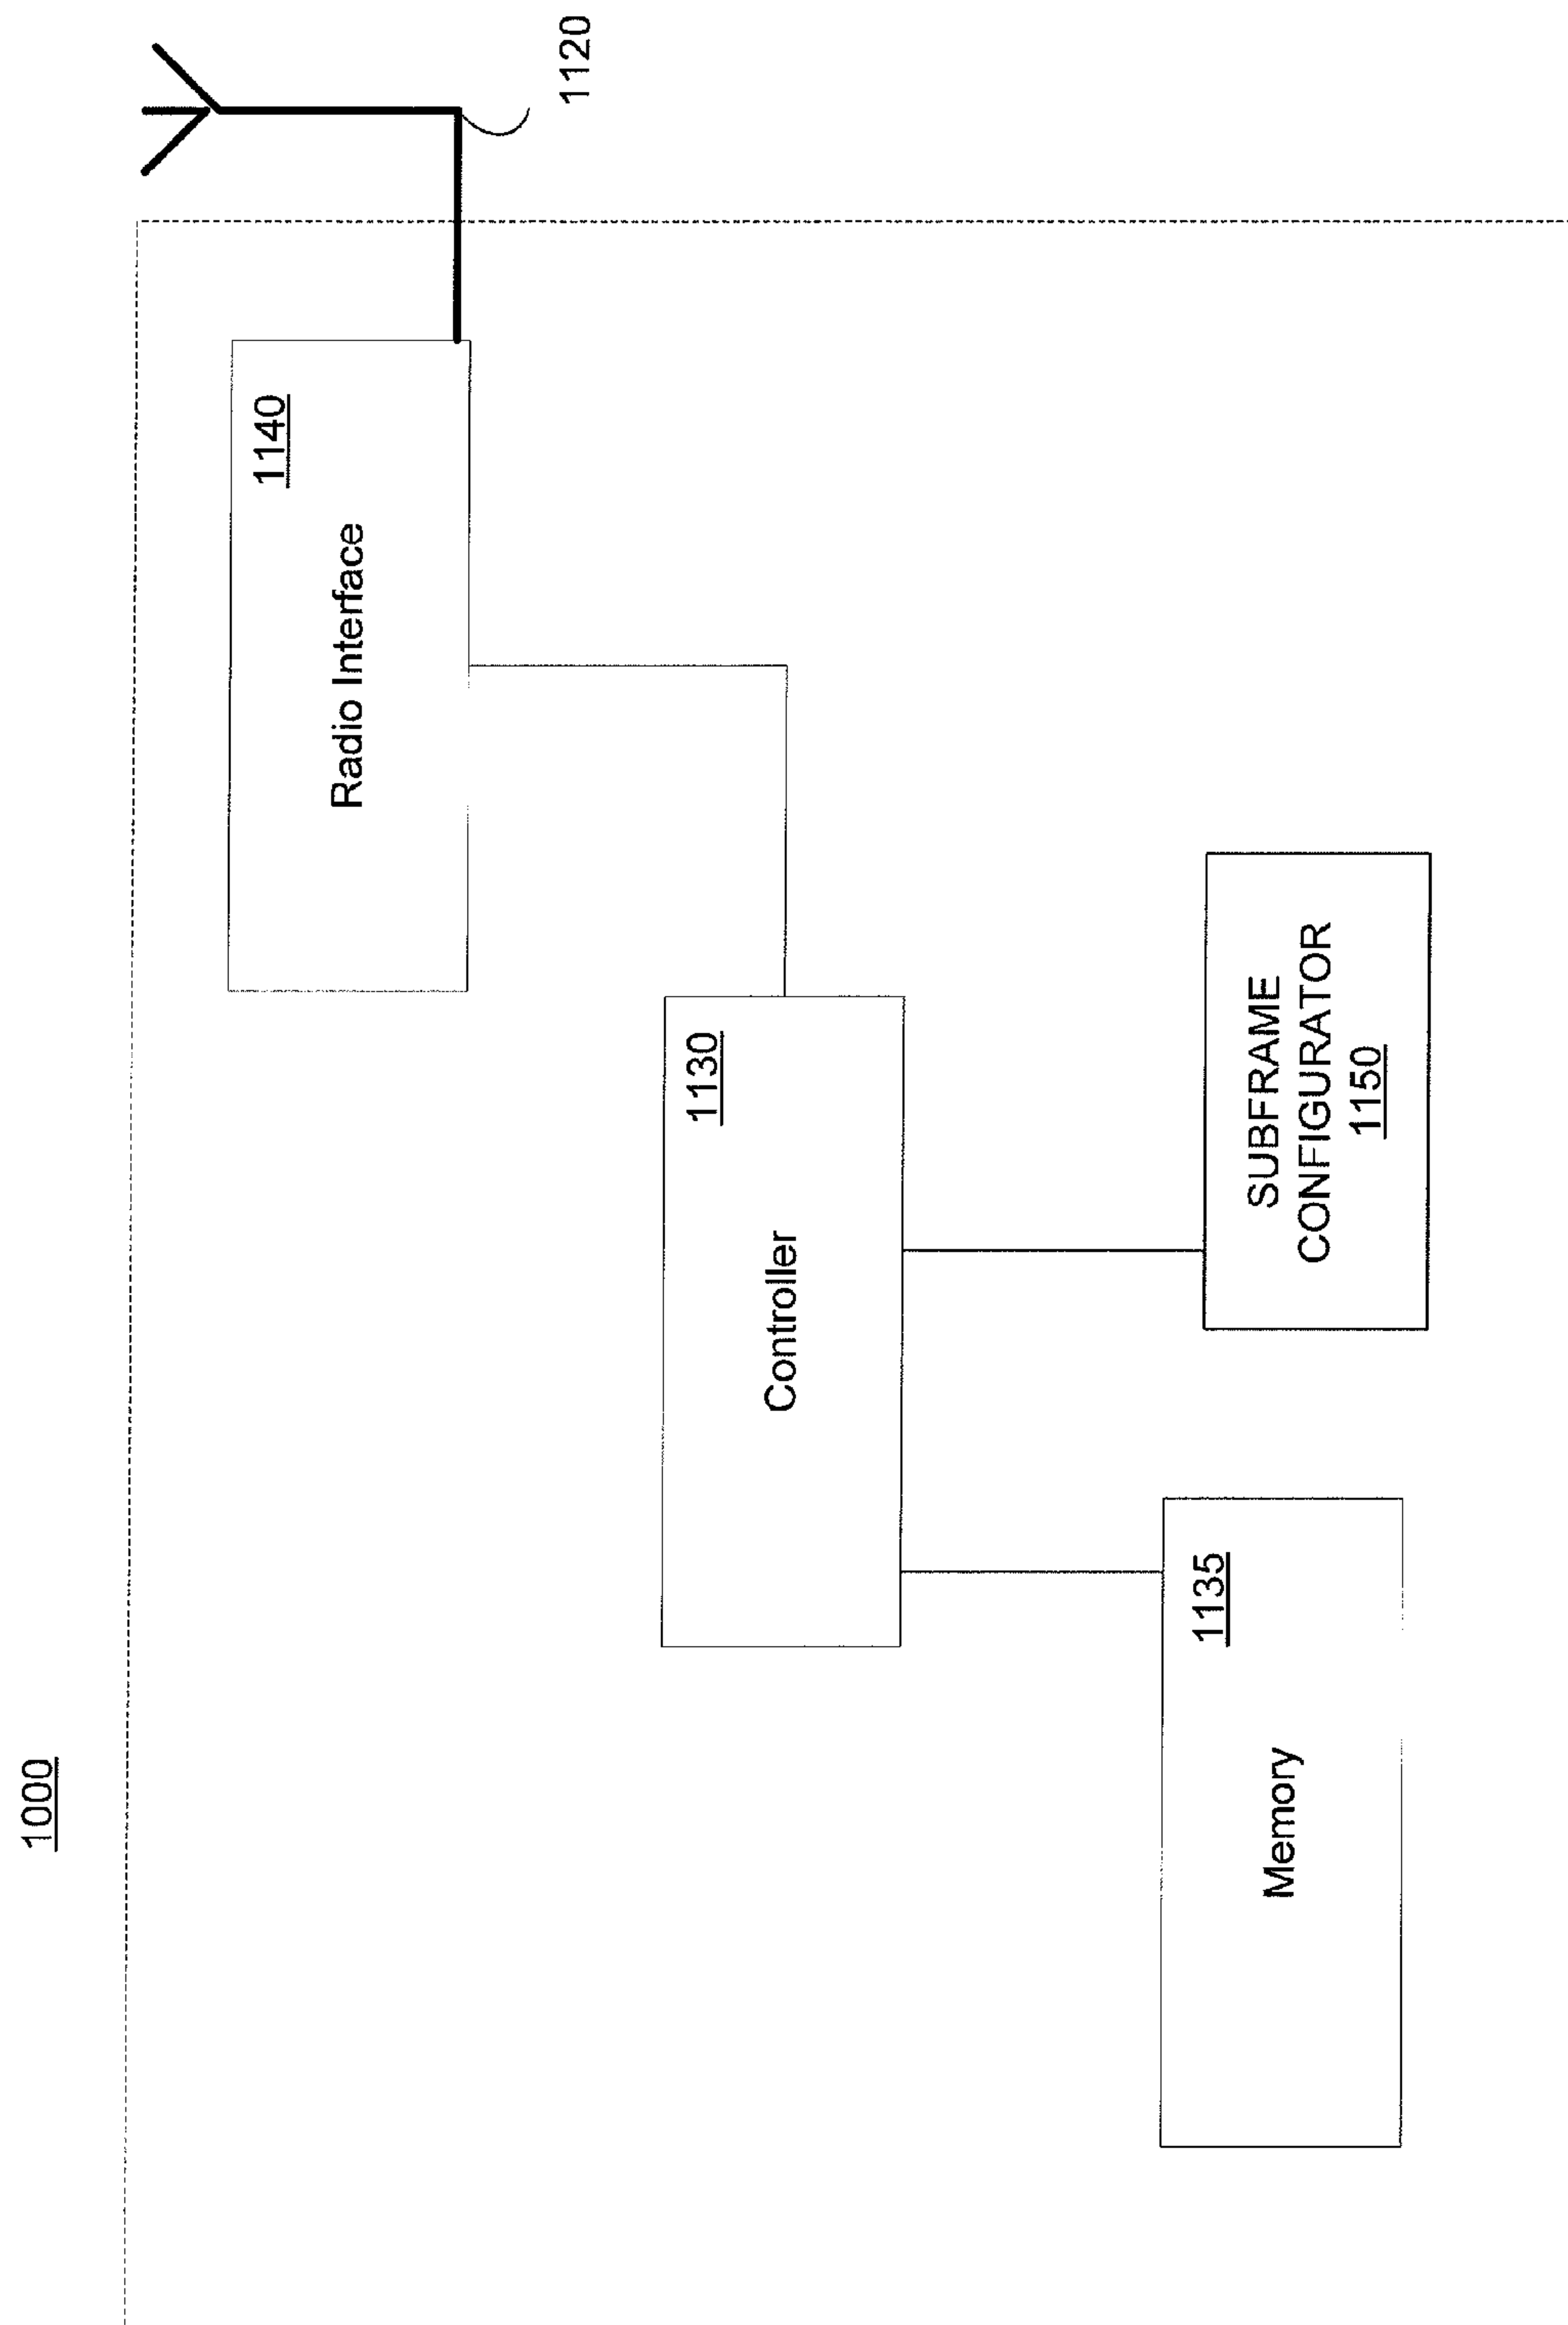 1000
1120
1140
Radio Interface
1130
Controller
SUBFRAME
CONFIGURATOR
1150
1135
Memory